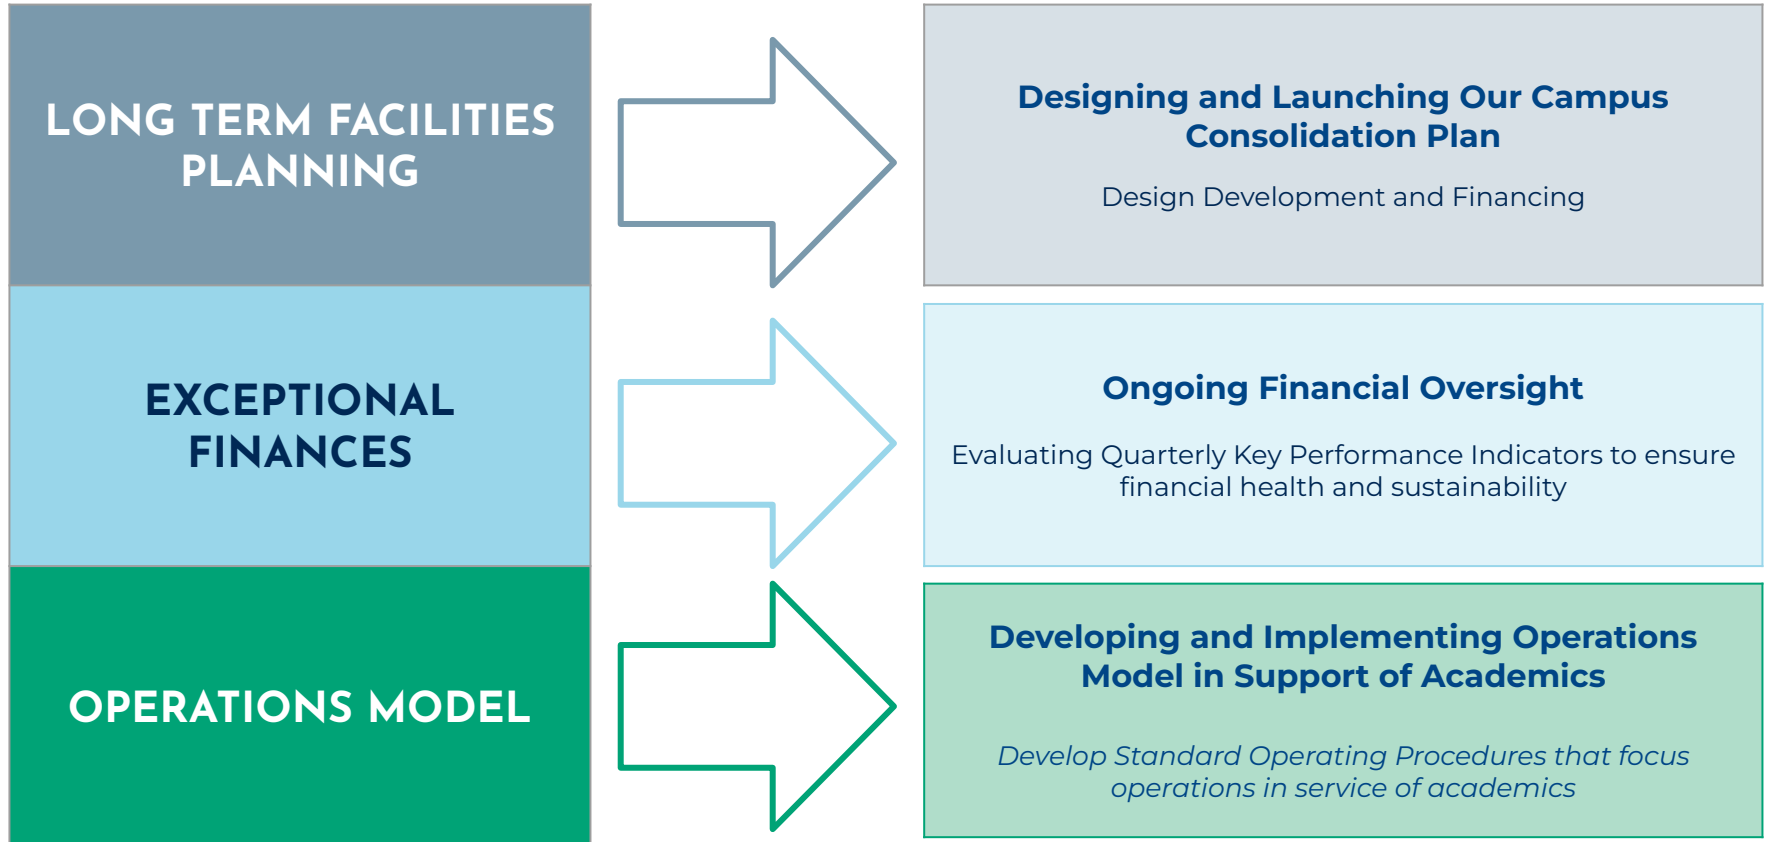 LONG TERM FACILITIES
PLANNING
Designing and Launching Our Campus
Consolidation Plan
Design Development and Financing
EXCEPTIONAL
FINANCES
Ongoing Financial Oversight
Evaluating Quarterly Key Performance Indicators to ensure
financial health and sustainability
OPERATIONS MODEL
Developing and Implementing Operations
Model in Support of Academics
Develop Standard Operating Procedures that focus
operations in service of academics